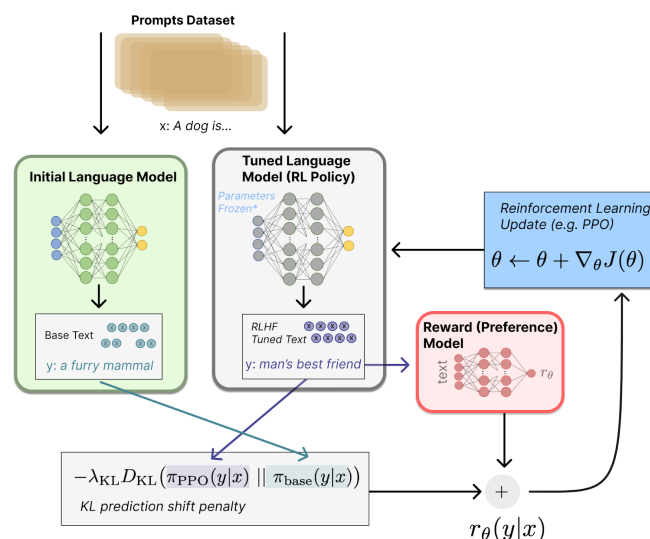 Prompts Dataset
x: A dog is...
Initial Language Model
Tuned Language
Model (RL Policy)
Parameters
Frozen*
Reinforcement Learning
Update (e.g. PPO)
θ ← θ + ∇θJ(θ)
Base Text
x x x x
x x x x
y: a furry mammal
RLHF
Tuned Text
x x x x
x x x x
y: man's best friend
Reward (Preference)
Model
text
rθ
−λKL DKL(πPPO(y|x) || πbase(y|x))
KL prediction shift penalty
+
rθ(y|x)